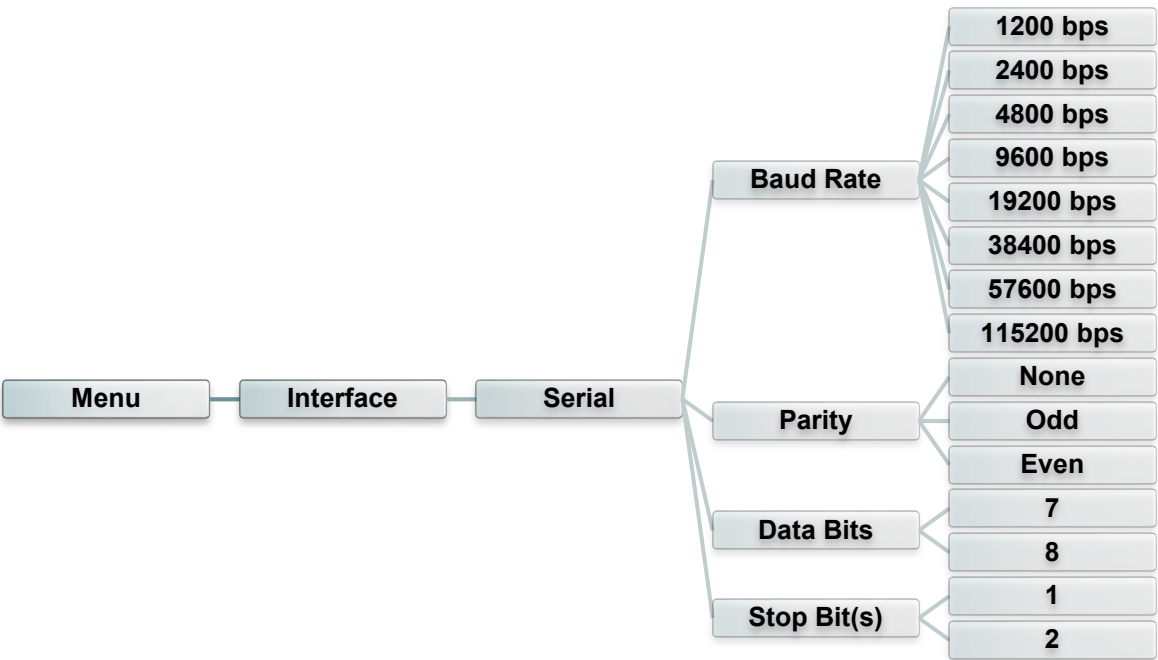 Menu
Interface
Serial
Baud Rate
1200 bps
2400 bps
4800 bps
9600 bps
19200 bps
38400 bps
57600 bps
115200 bps
Parity
None
Odd
Even
Data Bits
7
8
Stop Bit(s)
1
2